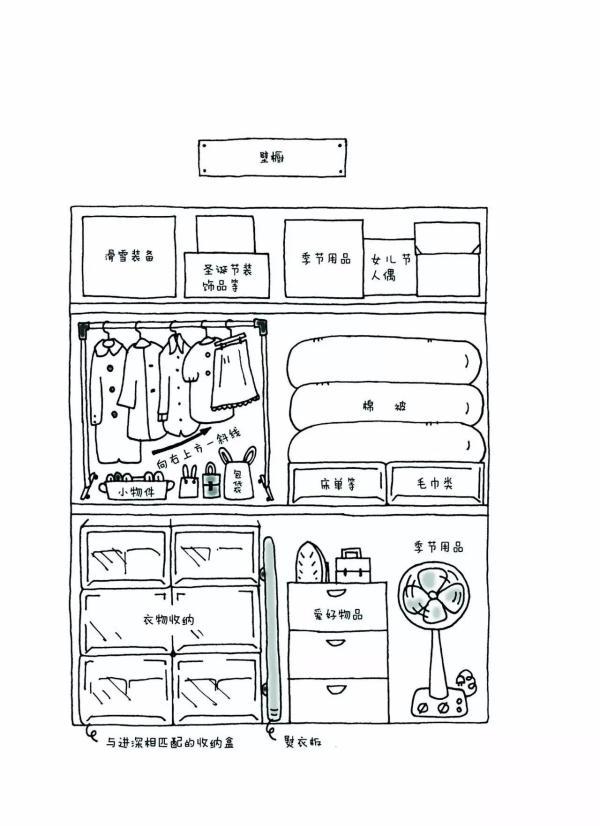 壁橱
滑雪装备
圣诞节装
饰品等
季节用品
女儿节
人偶
棉被
向右上方一斜线
小物件
包袋
床单等
毛巾类
季节用品
衣物收纳
爱好物品
与进深相匹配的收纳盒
熨衣板